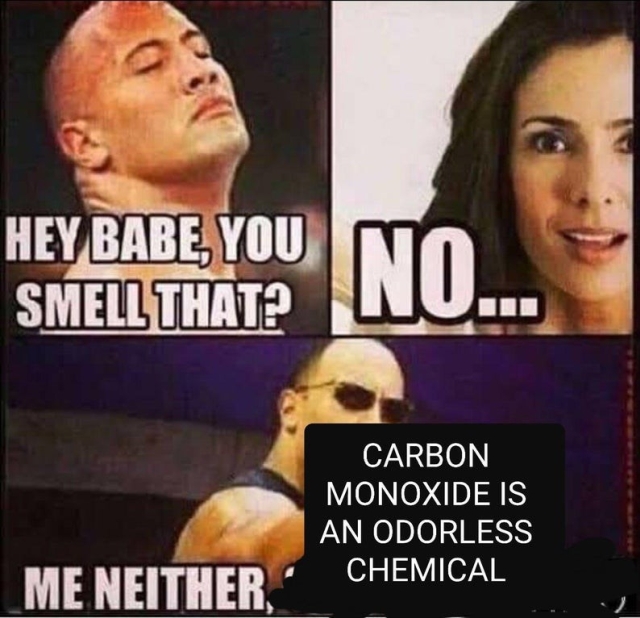 HEY BABE, YOU
SMELL THAT?
NO...
CARBON
MONOXIDE IS
AN ODORLESS
CHEMICAL
ME NEITHER,